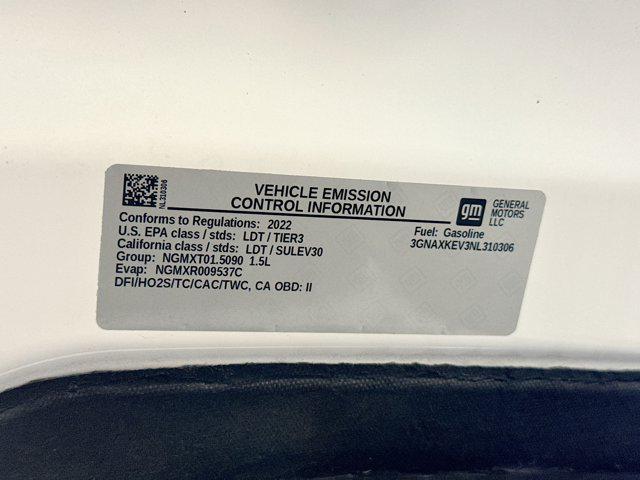 NL310306
VEHICLE EMISSION
CONTROL INFORMATION
gm
GENERAL
MOTORS
LLC
Conforms to Regulations: 2022
U.S. EPA class / stds: LDT / TIER3
California class / stds: LDT / SULEV30
Group: NGMXT01.5090 1.5L
Evap: NGMXR009537C
DFI/HO2S/TC/CAC/TWC, CA OBD: II
Fuel: Gasoline
3GNAXKEV3NL310306